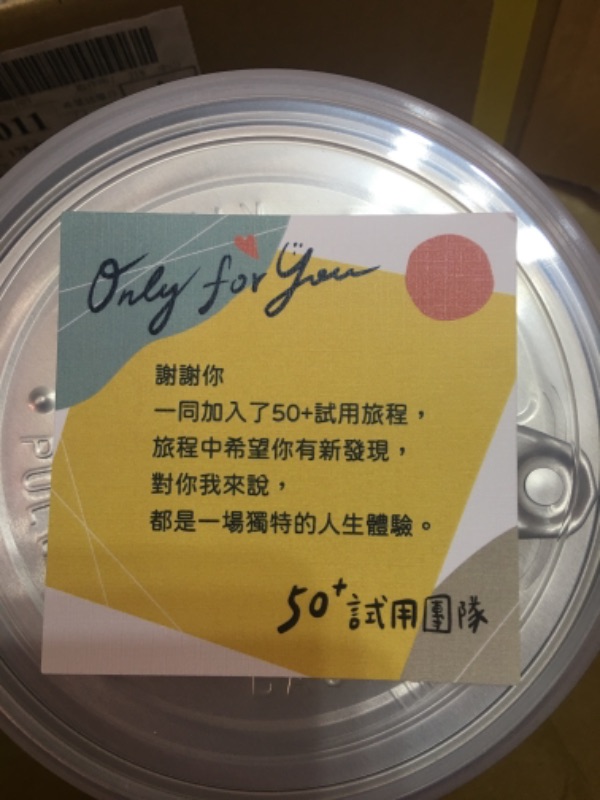 011
Only for You
謝謝你
一同加入了50+試用旅程，
旅程中希望你有新發現，
對你我來說，
都是一場獨特的人生體驗。
50+試用團隊
PULL